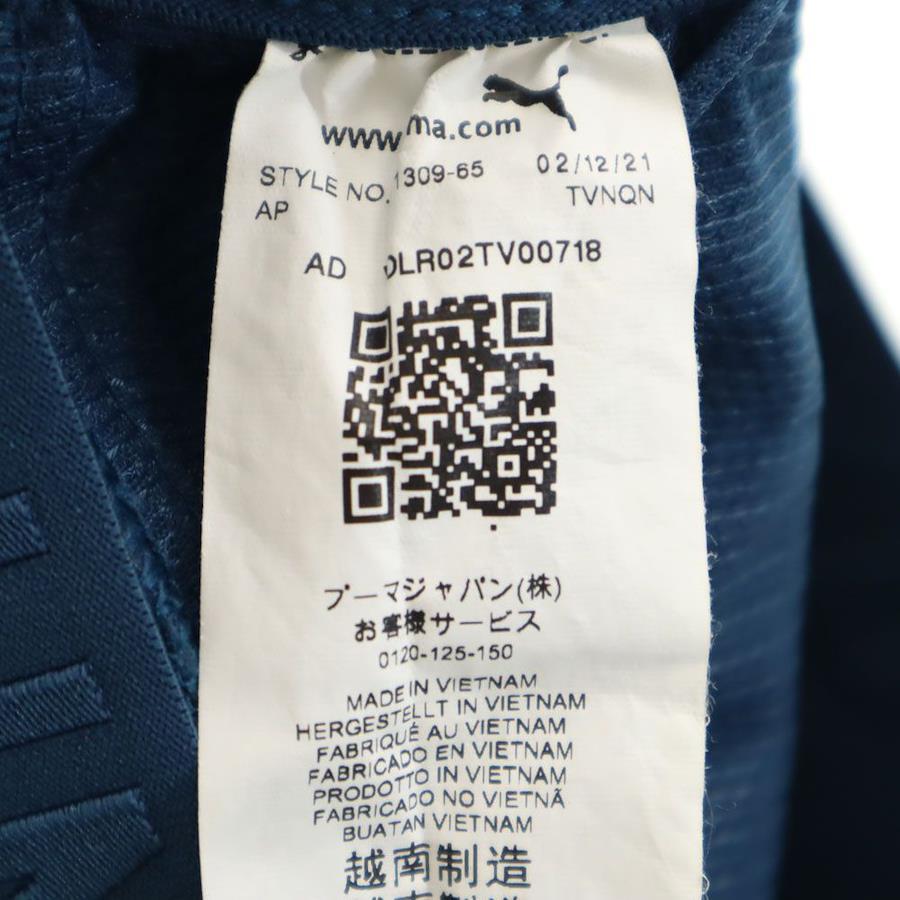 www ma.com
STYLE NO. 1309-65 02/12/21
AP TVNQN
AD DLR02TV00718
プーマジャパン(株)
お客様サービス
0120-125-150
MADE IN VIETNAM
HERGESTELLT IN VIETNAM
FABRIQUÉ AU VIETNAM
FABRICADO EN VIETNAM
PRODOTTO IN VIETNAM
FABRICADO NO VIETNÃ
BUATAN VIETNAM
越南制造